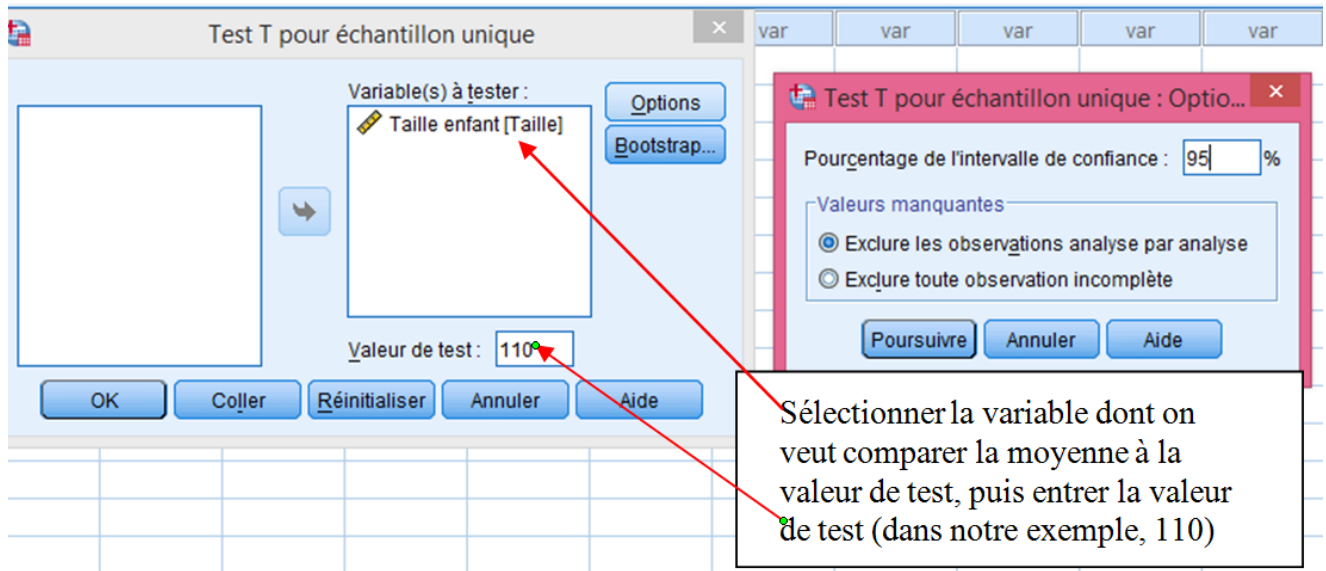 Test T pour échantillon unique
Variable(s) à tester :
Taille enfant [Taille]
Options
Bootstrap...
Valeur de test : 110
OK Coller Réinitialiser Annuler Aide
var var var var var
Test T pour échantillon unique : Optio...
Pourcentage de l'intervalle de confiance : 95 %
Valeurs manquantes
Exclure les observations analyse par analyse
Exclure toute observation incomplète
Poursuivre Annuler Aide
Sélectionner la variable dont on
veut comparer la moyenne à la
valeur de test, puis entrer la valeur
de test (dans notre exemple, 110)